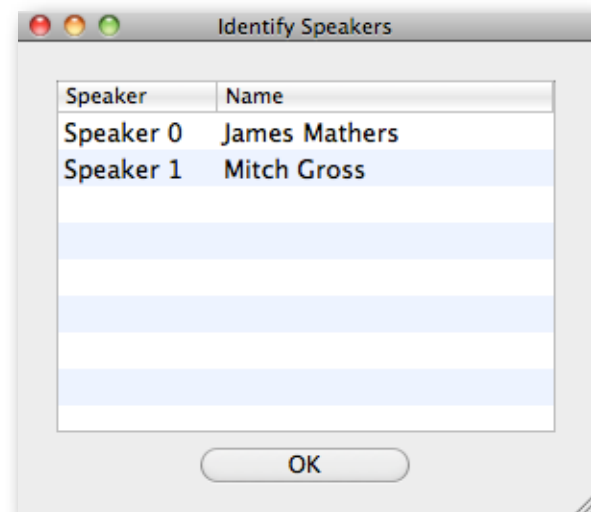 Identify Speakers
Speaker Name
Speaker 0 James Mathers
Speaker 1 Mitch Gross
OK